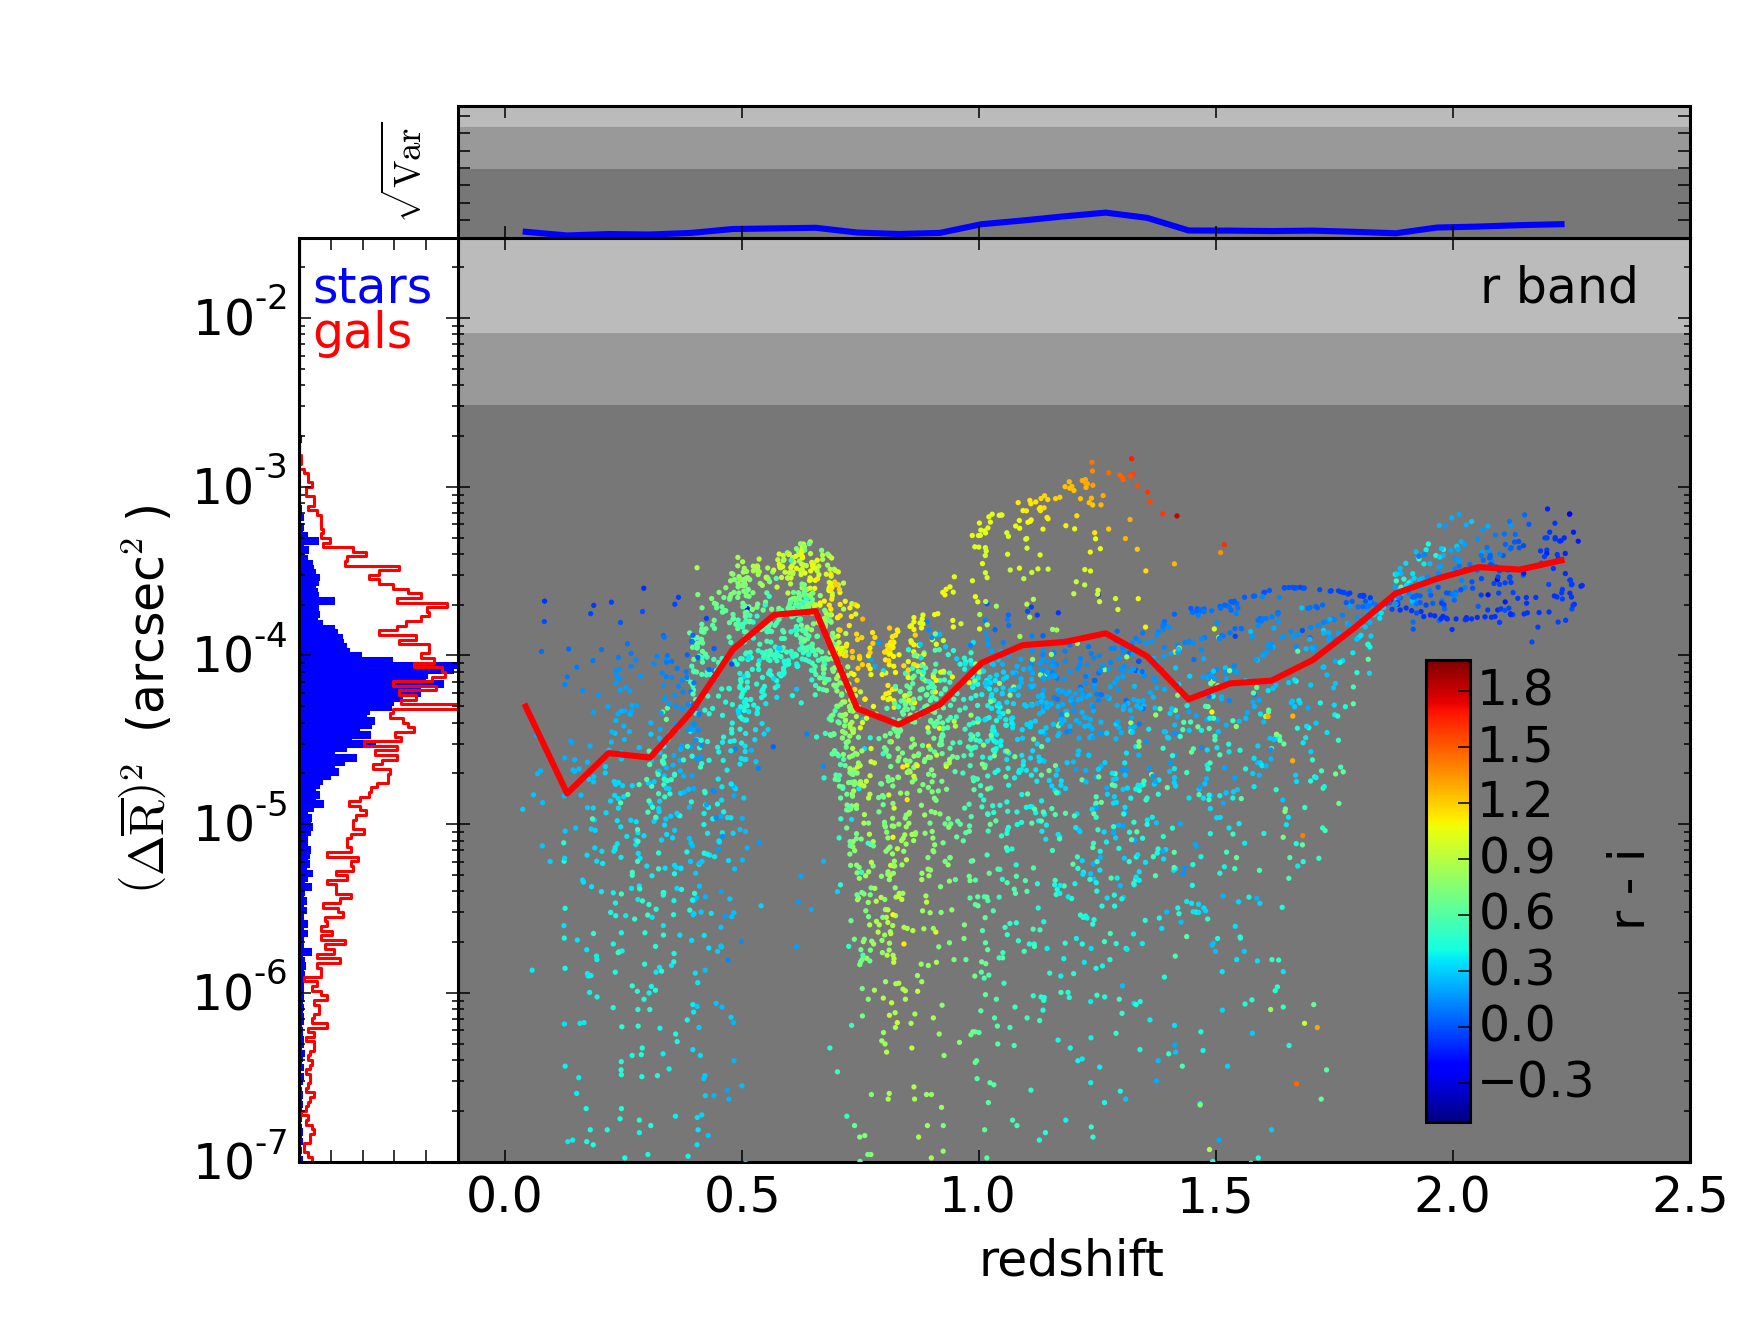 √Var
stars
gals
r band
10⁻²
10⁻³
10⁻⁴
10⁻⁵
10⁻⁶
10⁻⁷
(ΔR̅)² (arcsec²)
1.8
1.5
1.2
0.9
0.6
0.3
0.0
−0.3
r - i
0.0 0.5 1.0 1.5 2.0 2.5
redshift